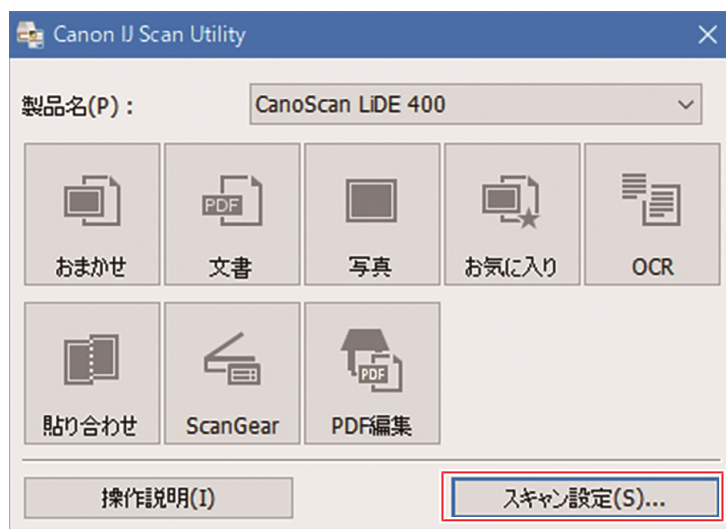 Canon IJ Scan Utility
製品名(P) : CanoScan LiDE 400
PDF
おまかせ 文書 写真 お気に入り OCR
PDF
貼り合わせ ScanGear PDF編集
操作説明(I) スキャン設定(S)...